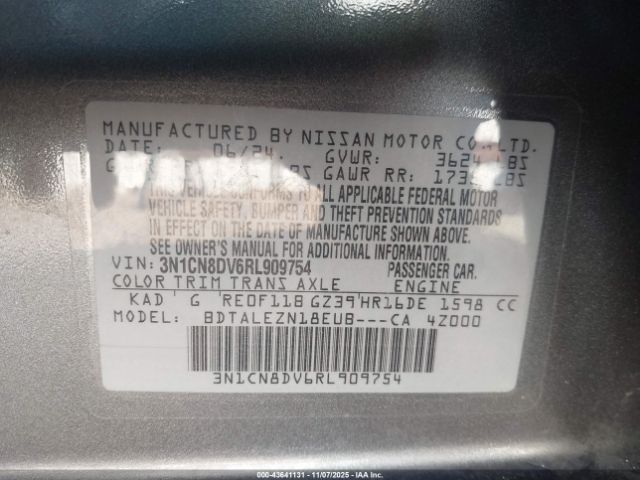 MANUFACTURED BY NISSAN MOTOR CO., LTD.
DATE: 06/24. GVWR: 3624 LBS
GAWR RR: LBS
THIS VEHICLE CONFORMS TO ALL APPLICABLE FEDERAL MOTOR
VEHICLE SAFETY, BUMPER AND THEFT PREVENTION STANDARDS
IN EFFECT ON THE DATE OF MANUFACTURE SHOWN ABOVE.
SEE OWNER'S MANUAL FOR ADDITIONAL INFORMATION.
VIN: 3N1CN8DV6RL909754 PASSENGER CAR.
COLOR TRIM TRANS AXLE ENGINE
KAD G RE0F11B GZ39 HR16DE 1598 CC
MODEL: BDTALEZN18EUB---CA 4Z000
3N1CN8DV6RL909754
000-43641131 - 11/07/2025 - IAA, Inc.